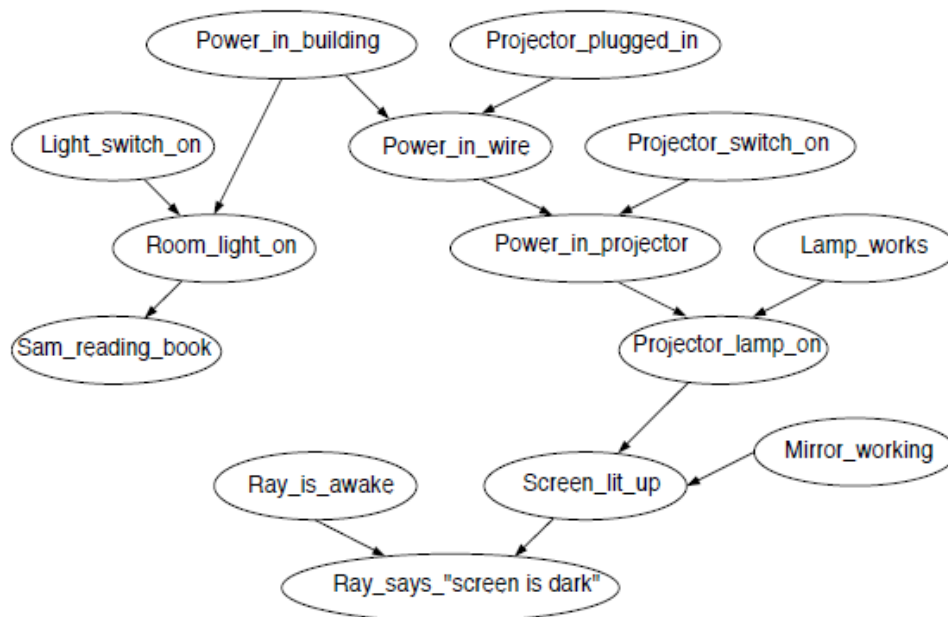 Power_in_building
Projector_plugged_in
Light_switch_on
Power_in_wire
Projector_switch_on
Room_light_on
Power_in_projector
Lamp_works
Sam_reading_book
Projector_lamp_on
Mirror_working
Ray_is_awake
Screen_lit_up
Ray_says_"screen is dark"